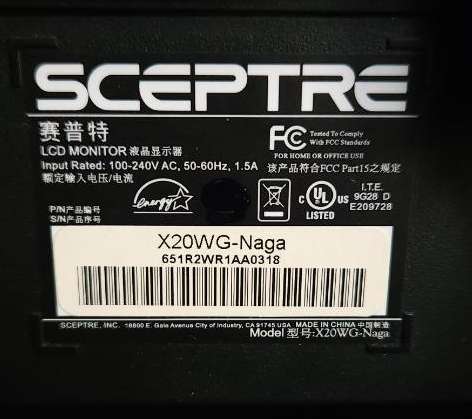 SCEPTRE
赛普特
LCD MONITOR 液晶显示器
Input Rated: 100-240V AC, 50-60Hz, 1.5A
额定输入电压/电流
FC Tested To Comply
With FCC Standards
FOR HOME OR OFFICE USE
该产品符合FCC Part15之规定
energy
C UL US
LISTED
I.T.E.
9G28 D
E209728
P/N产品编号
S/N产品序号
X20WG-Naga
651R2WR1AA0318
SCEPTRE, INC. 16800 E. Gale Avenue City of Industry, CA 91745 USA MADE IN CHINA 中国制造
Model 型号:X20WG-Naga